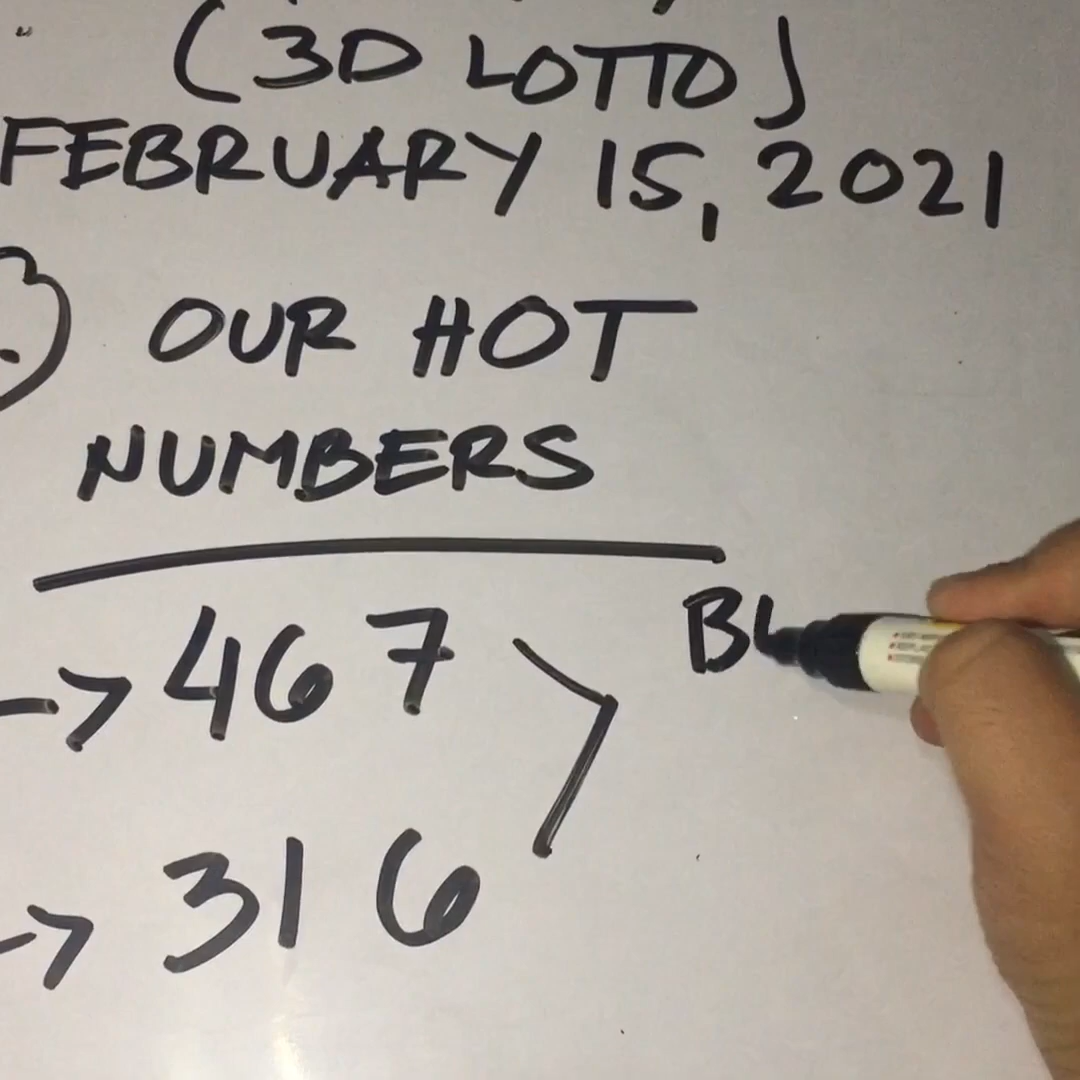 (3D LOTTO)
FEBRUARY 15, 2021
OUR HOT
NUMBERS
-> 467
-> 316